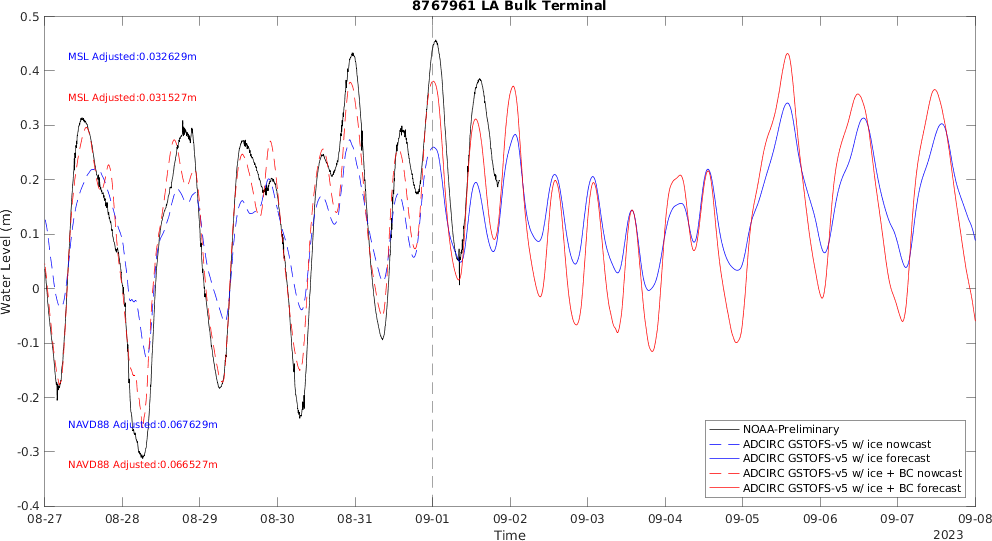 8767961 LA Bulk Terminal
0.5
0.4
0.3
0.2
0.1
0
-0.1
-0.2
-0.3
-0.4
Water Level (m)
MSL Adjusted:0.032629m
MSL Adjusted:0.031527m
NAVD88 Adjusted:0.067629m
NAVD88 Adjusted:0.066527m
NOAA-Preliminary
ADCIRC GSTOFS-v5 w/ ice nowcast
ADCIRC GSTOFS-v5 w/ ice forecast
ADCIRC GSTOFS-v5 w/ ice + BC nowcast
ADCIRC GSTOFS-v5 w/ ice + BC forecast
08-27 08-28 08-29 08-30 08-31 09-01 09-02 09-03 09-04 09-05 09-06 09-07 09-08
Time
2023